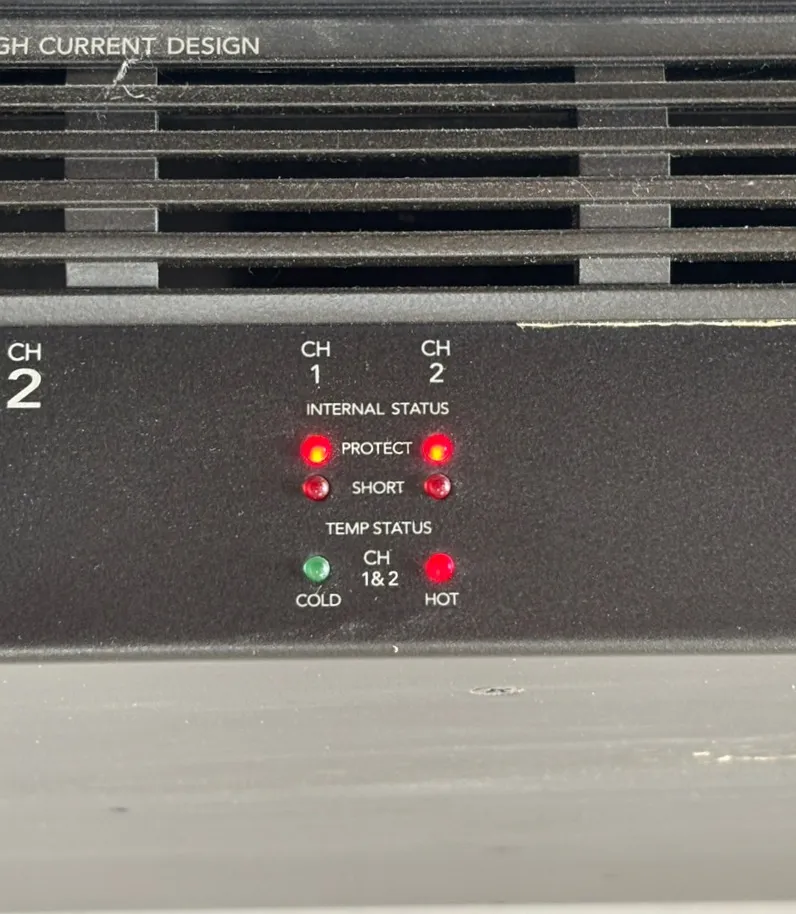 GH CURRENT DESIGN
CH
2
CH CH
1 2
INTERNAL STATUS
PROTECT
SHORT
TEMP STATUS
CH
1&2
COLD HOT